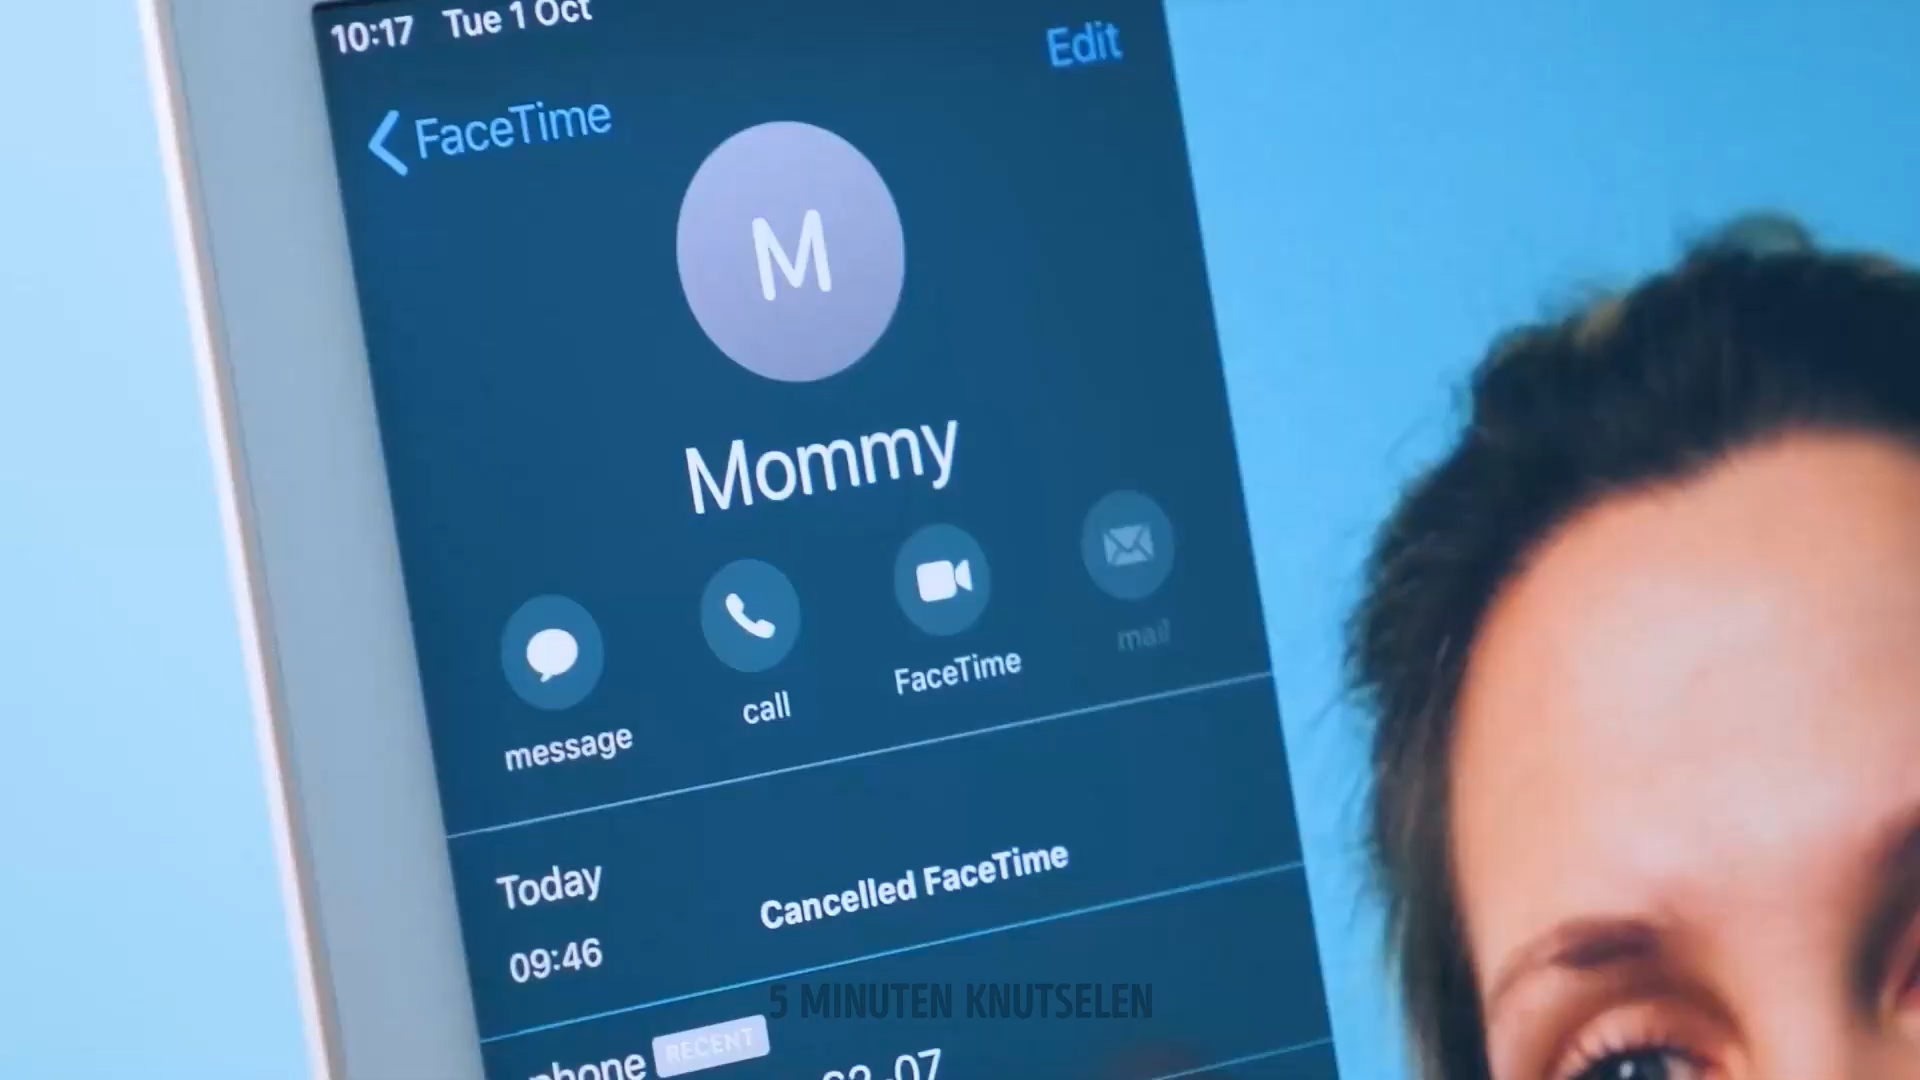 10:17 Tue 1 Oct
Edit
FaceTime
M
Mommy
message call FaceTime mail
Today
Cancelled FaceTime
09:46
5 MINUTEN KNUTSELEN
phone RECENT